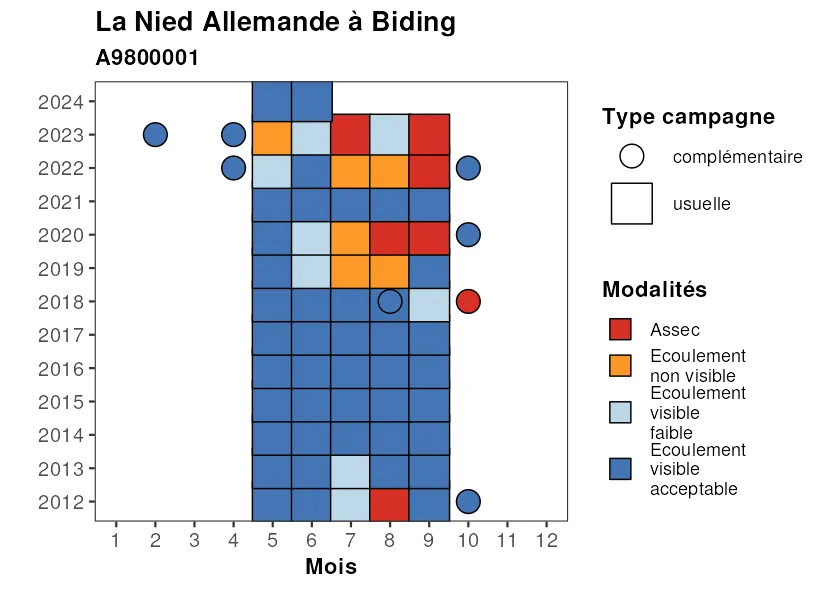 La Nied Allemande à Biding
A9800001
2024
2023
2022
2021
2020
2019
2018
2017
2016
2015
2014
2013
2012
1 2 3 4 5 6 7 8 9 10 11 12
Mois
Type campagne
complémentaire
usuelle
Modalités
Assec
Ecoulement
non visible
Ecoulement
visible
faible
Ecoulement
visible
acceptable